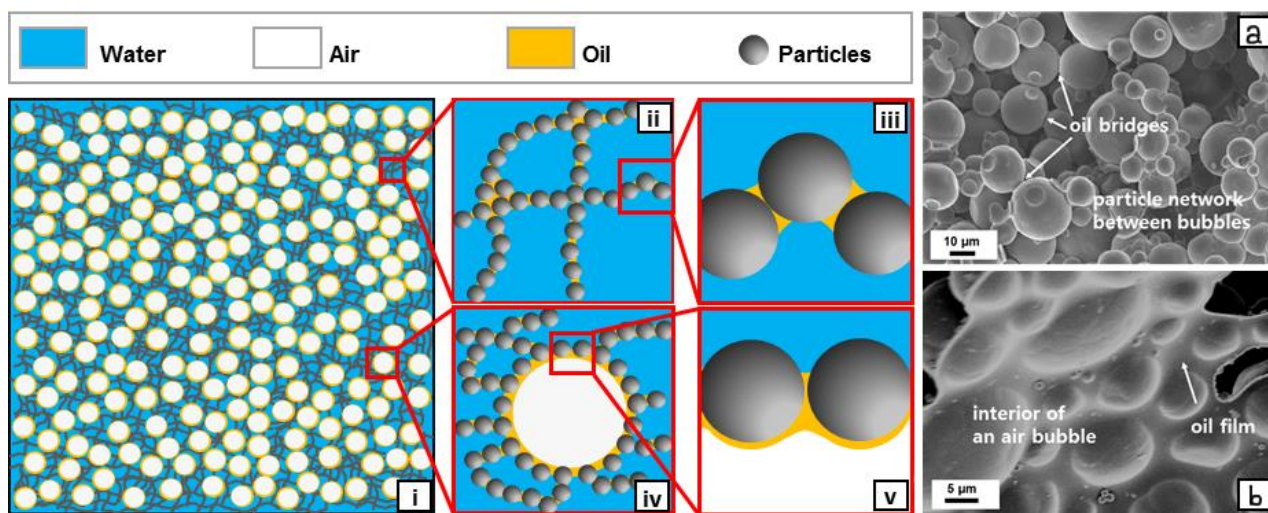 Water
Air
Oil
Particles
i
ii
iii
iv
v
a
oil bridges
particle network
between bubbles
10 µm
interior of
an air bubble
oil film
5 µm
b